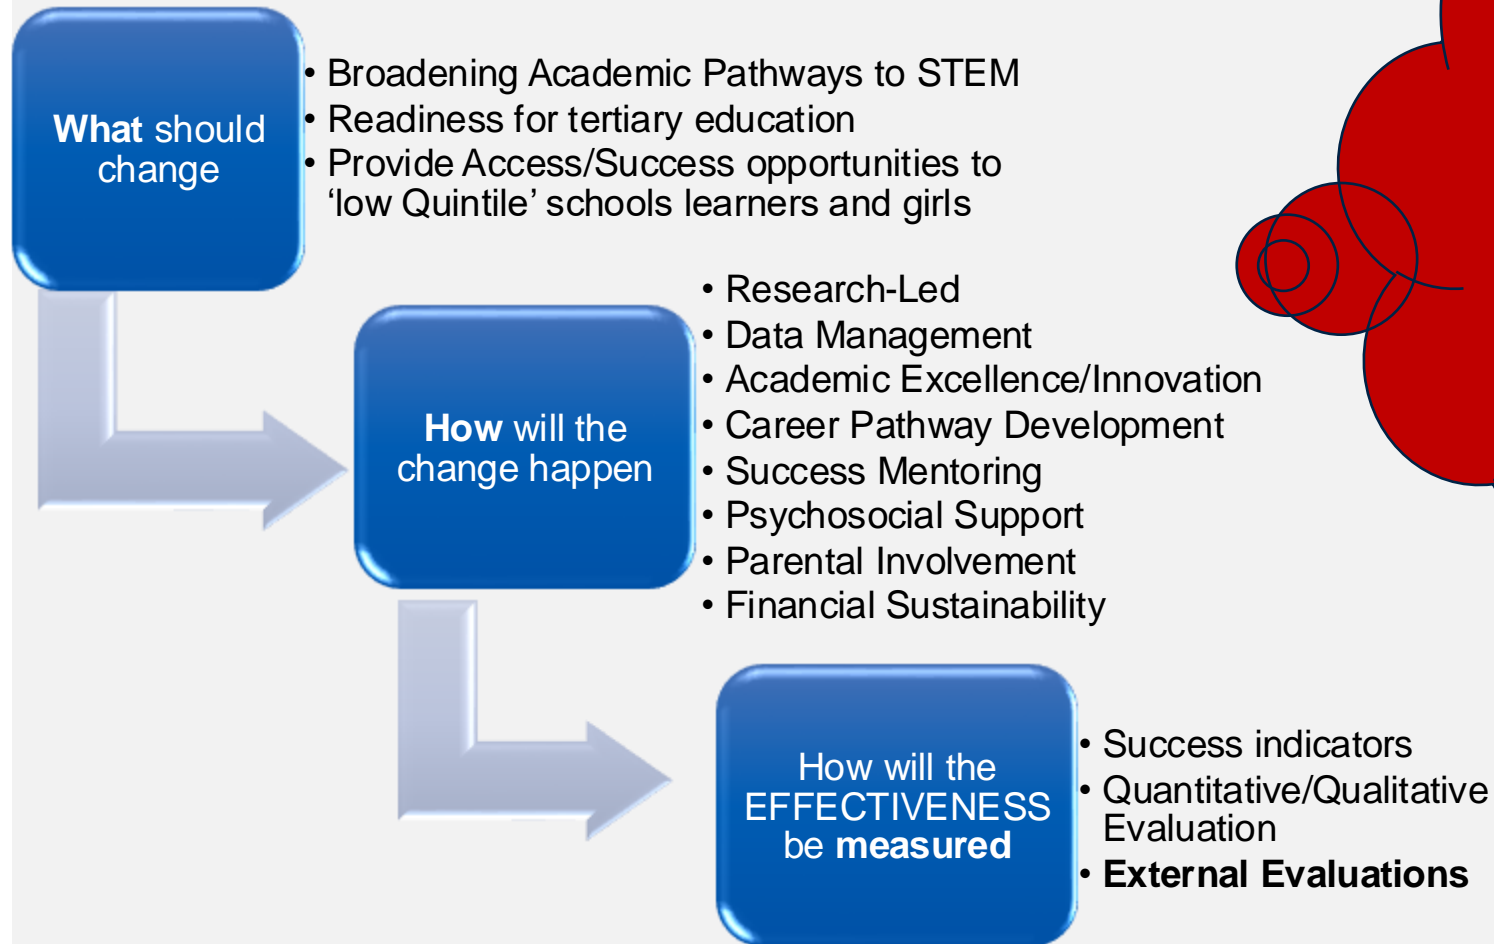 What should
change
• Broadening Academic Pathways to STEM
• Readiness for tertiary education
• Provide Access/Success opportunities to
‘low Quintile’ schools learners and girls
How will the
change happen
• Research-Led
• Data Management
• Academic Excellence/Innovation
• Career Pathway Development
• Success Mentoring
• Psychosocial Support
• Parental Involvement
• Financial Sustainability
How will the
EFFECTIVENESS
be measured
• Success indicators
• Quantitative/Qualitative
Evaluation
• External Evaluations